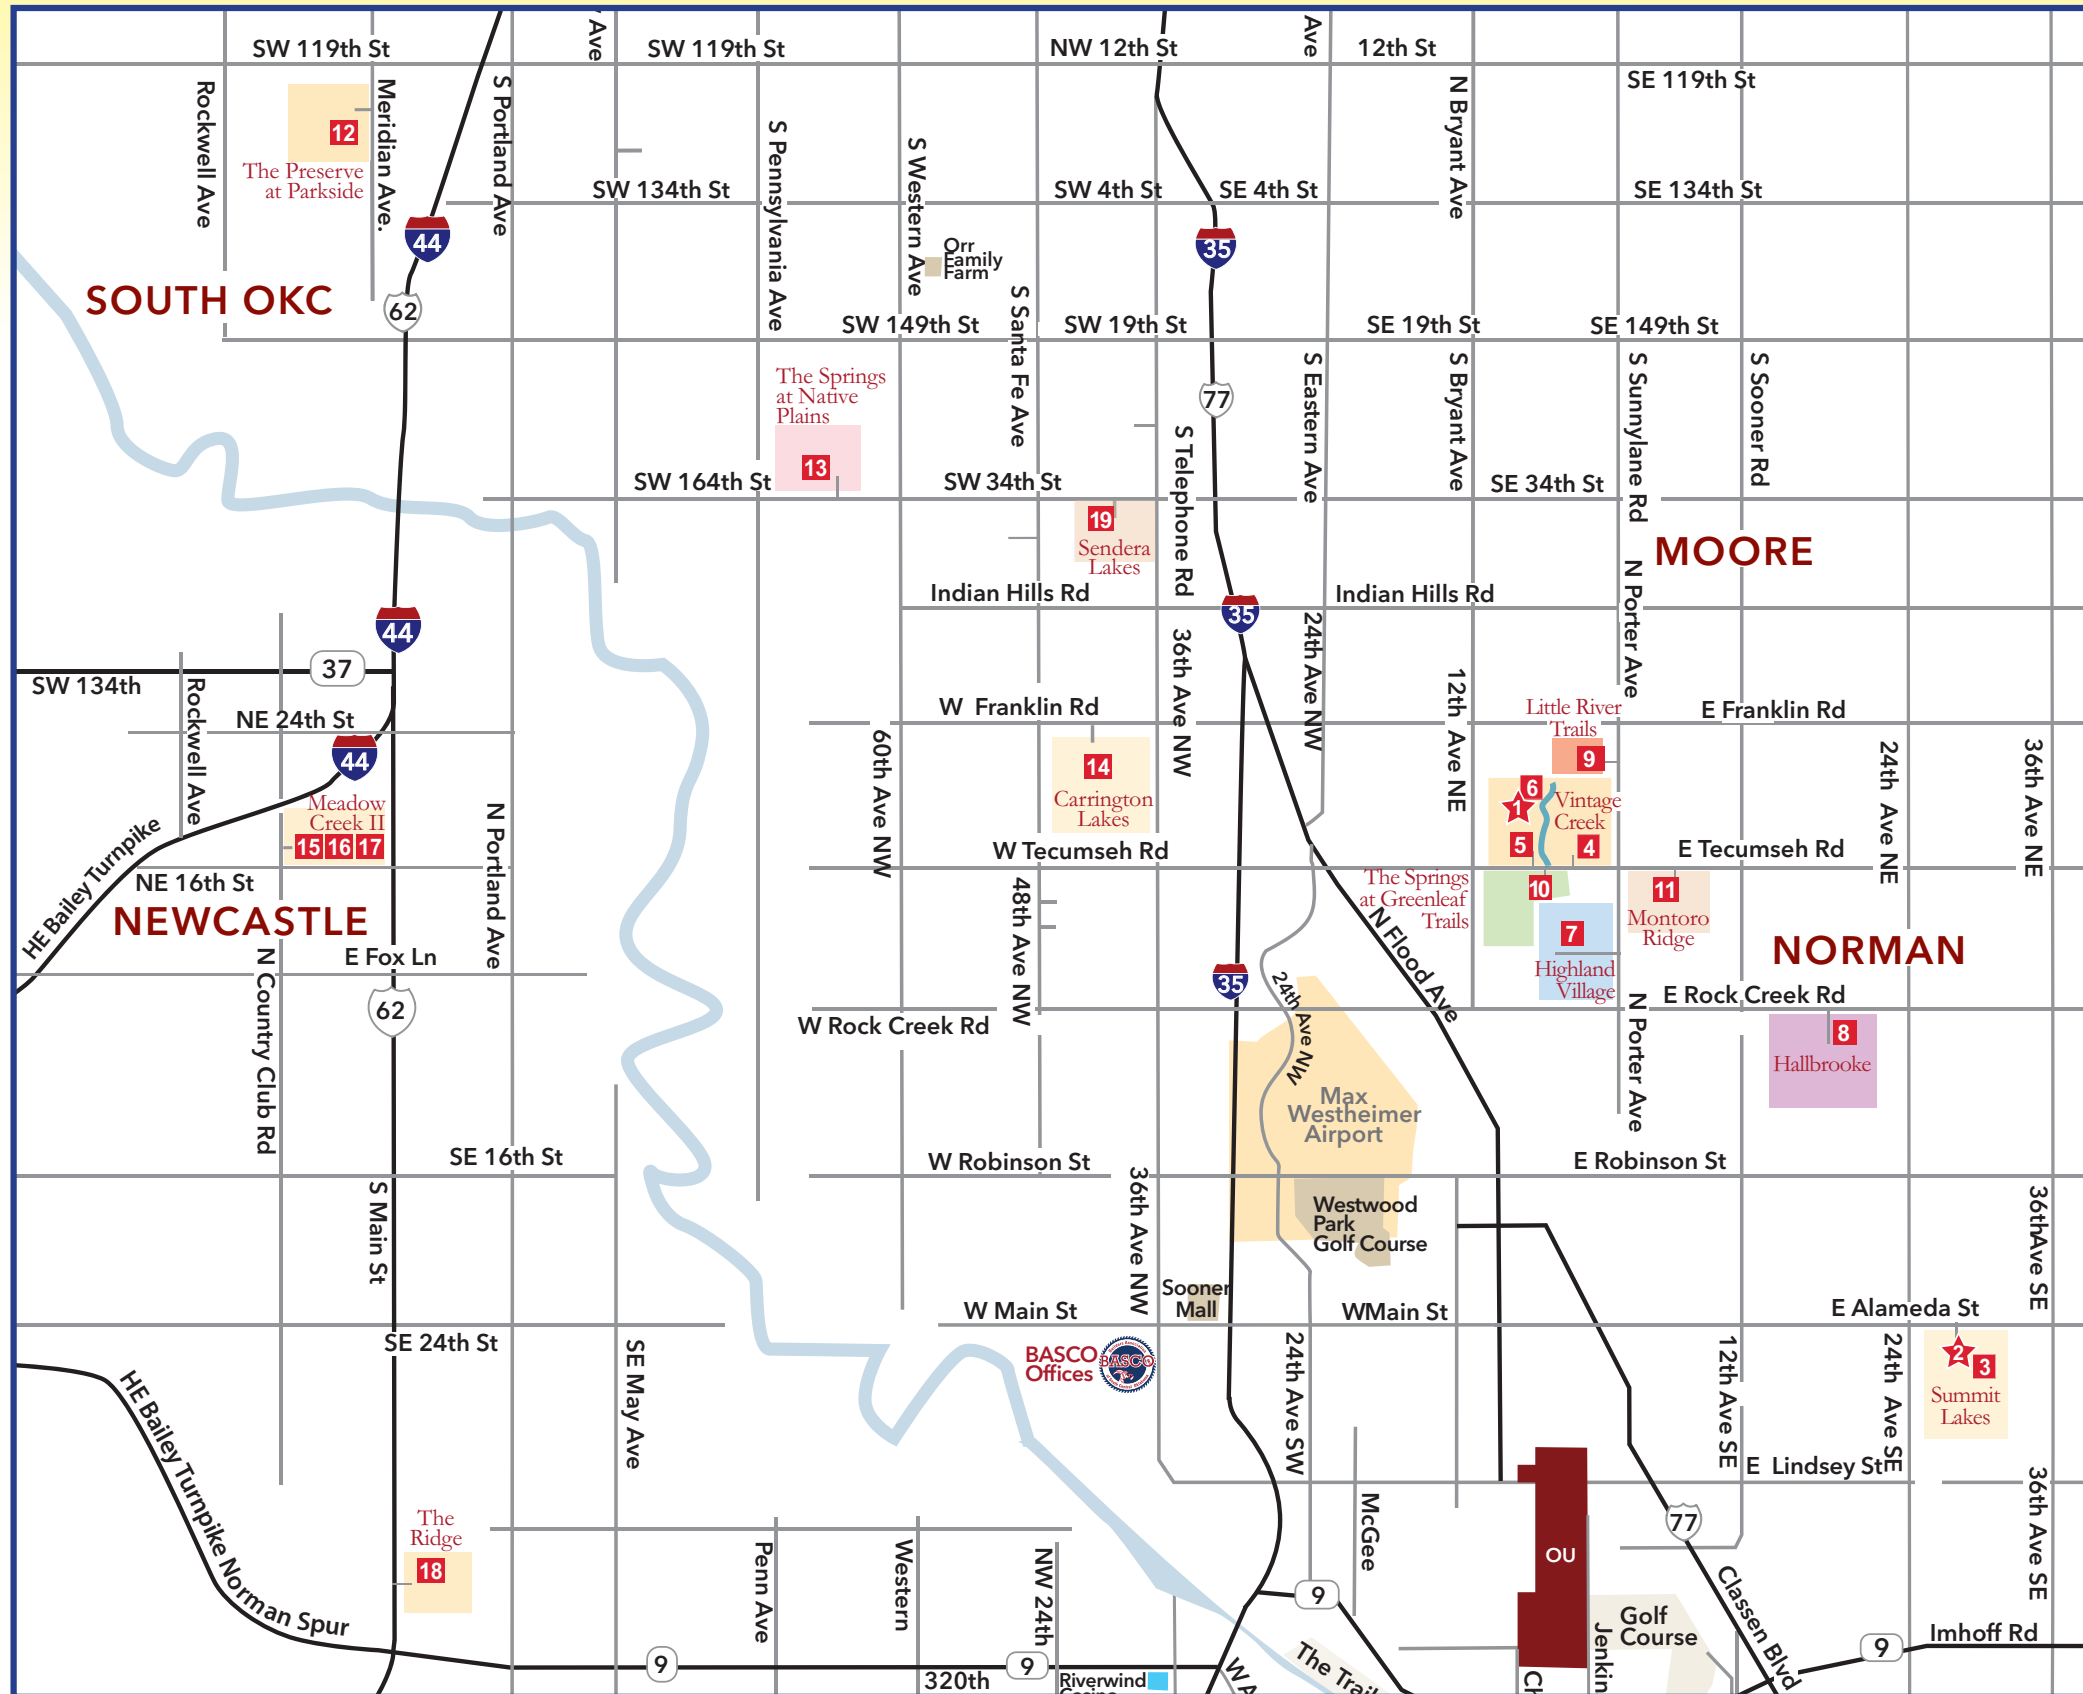 SW 119th St
Ave
SW 119th St
NW 12th St
Ave
12th St
SE 119th St
Rockwell Ave
12
The Preserve
at Parkside
Meridian Ave.
S Portland Ave
S Pennsylvania Ave
S Western Ave
N Bryant Ave
SW 134th St
SW 4th St
SE 4th St
SE 134th St
44
35
Orr
Family
Farm
SOUTH OKC
62
SW 149th St
S Santa Fe Ave
SW 19th St
SE 19th St
SE 149th St
The Springs
at Native
Plains
13
77
S Eastern Ave
S Bryant Ave
S Sunnylane Rd
S Sooner Rd
S Telephone Rd
SW 164th St
SW 34th St
SE 34th St
19
Sendera
Lakes
MOORE
Indian Hills Rd
Indian Hills Rd
35
N Porter Ave
44
37
SW 134th
Rockwell Ave
NE 24th St
44
36th Ave NW
24th Ave NW
12th Ave NE
W Franklin Rd
Little River
Trails
E Franklin Rd
9
60th Ave NW
14
Carrington
Lakes
6
1
Vintage
Creek
5
4
24th Ave NE
36th Ave NE
Meadow
Creek II
15
16
17
N Portland Ave
HE Bailey Turnpike
W Tecumseh Rd
E Tecumseh Rd
NE 16th St
NEWCASTLE
48th Ave NW
The Springs
at Greenleaf
Trails
10
11
Montoro
Ridge
7
Highland
Village
N Flood Ave
NORMAN
E Fox Ln
N Country Club Rd
62
35
24th Ave NW
W Rock Creek Rd
E Rock Creek Rd
N Porter Ave
8
Hallbrooke
Max
Westheimer
Airport
SE 16th St
W Robinson St
E Robinson St
S Main St
36th Ave NW
Westwood
Park
Golf Course
36thAve SE
Sooner
Mall
W Main St
WMain St
E Alameda St
SE 24th St
SE May Ave
BASCO
Offices
BASCO
24th Ave SW
12th Ave SE
24th Ave SE
2
3
Summit
Lakes
HE Bailey Turnpike Norman Spur
E Lindsey St
36th Ave SE
McGee
77
The
Ridge
18
Penn Ave
Western
NW 24th
OU
9
Classen Blvd
Golf
Course
Jenkin
9
9
320th
Riverwind
The Trail
9
Imhoff Rd